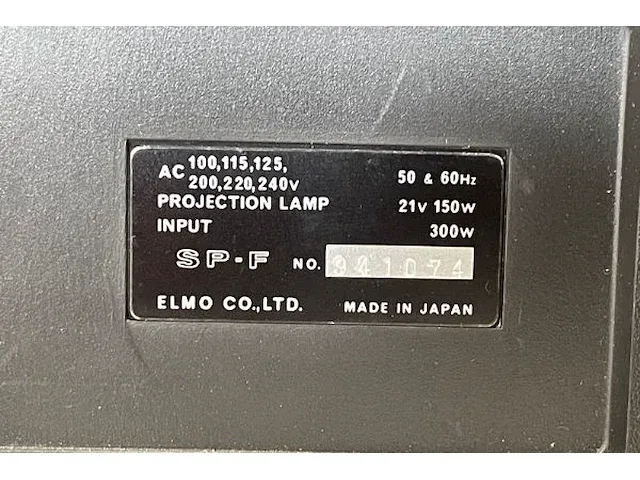 AC 100,115,125,
200,220,240V 50 & 60Hz
PROJECTION LAMP 21V 150W
INPUT 300W
SP-F NO. 341074
ELMO CO.,LTD. MADE IN JAPAN